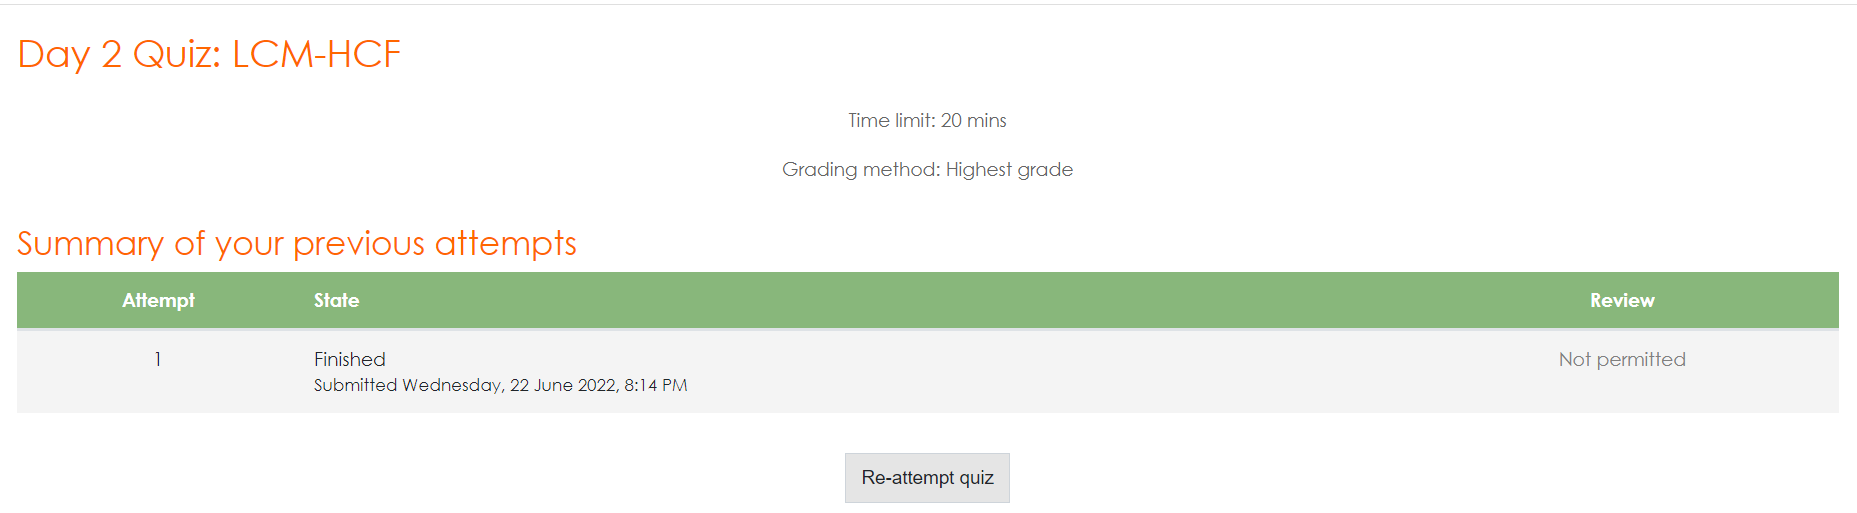 Day 2 Quiz: LCM-HCF
Time limit: 20 mins
Grading method: Highest grade
Summary of your previous attempts
Attempt State Review
1 Finished Not permitted
Submitted Wednesday, 22 June 2022, 8:14 PM
Re-attempt quiz